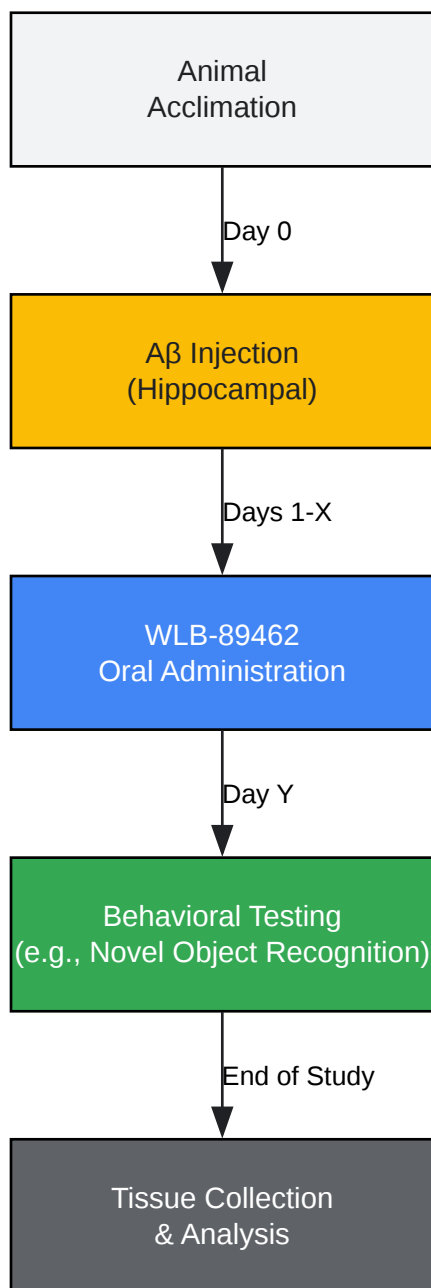 Animal
Acclimation
Day 0
Aβ Injection
(Hippocampal)
Days 1-X
WLB-89462
Oral Administration
Day Y
Behavioral Testing
(e.g., Novel Object Recognition)
End of Study
Tissue Collection
& Analysis